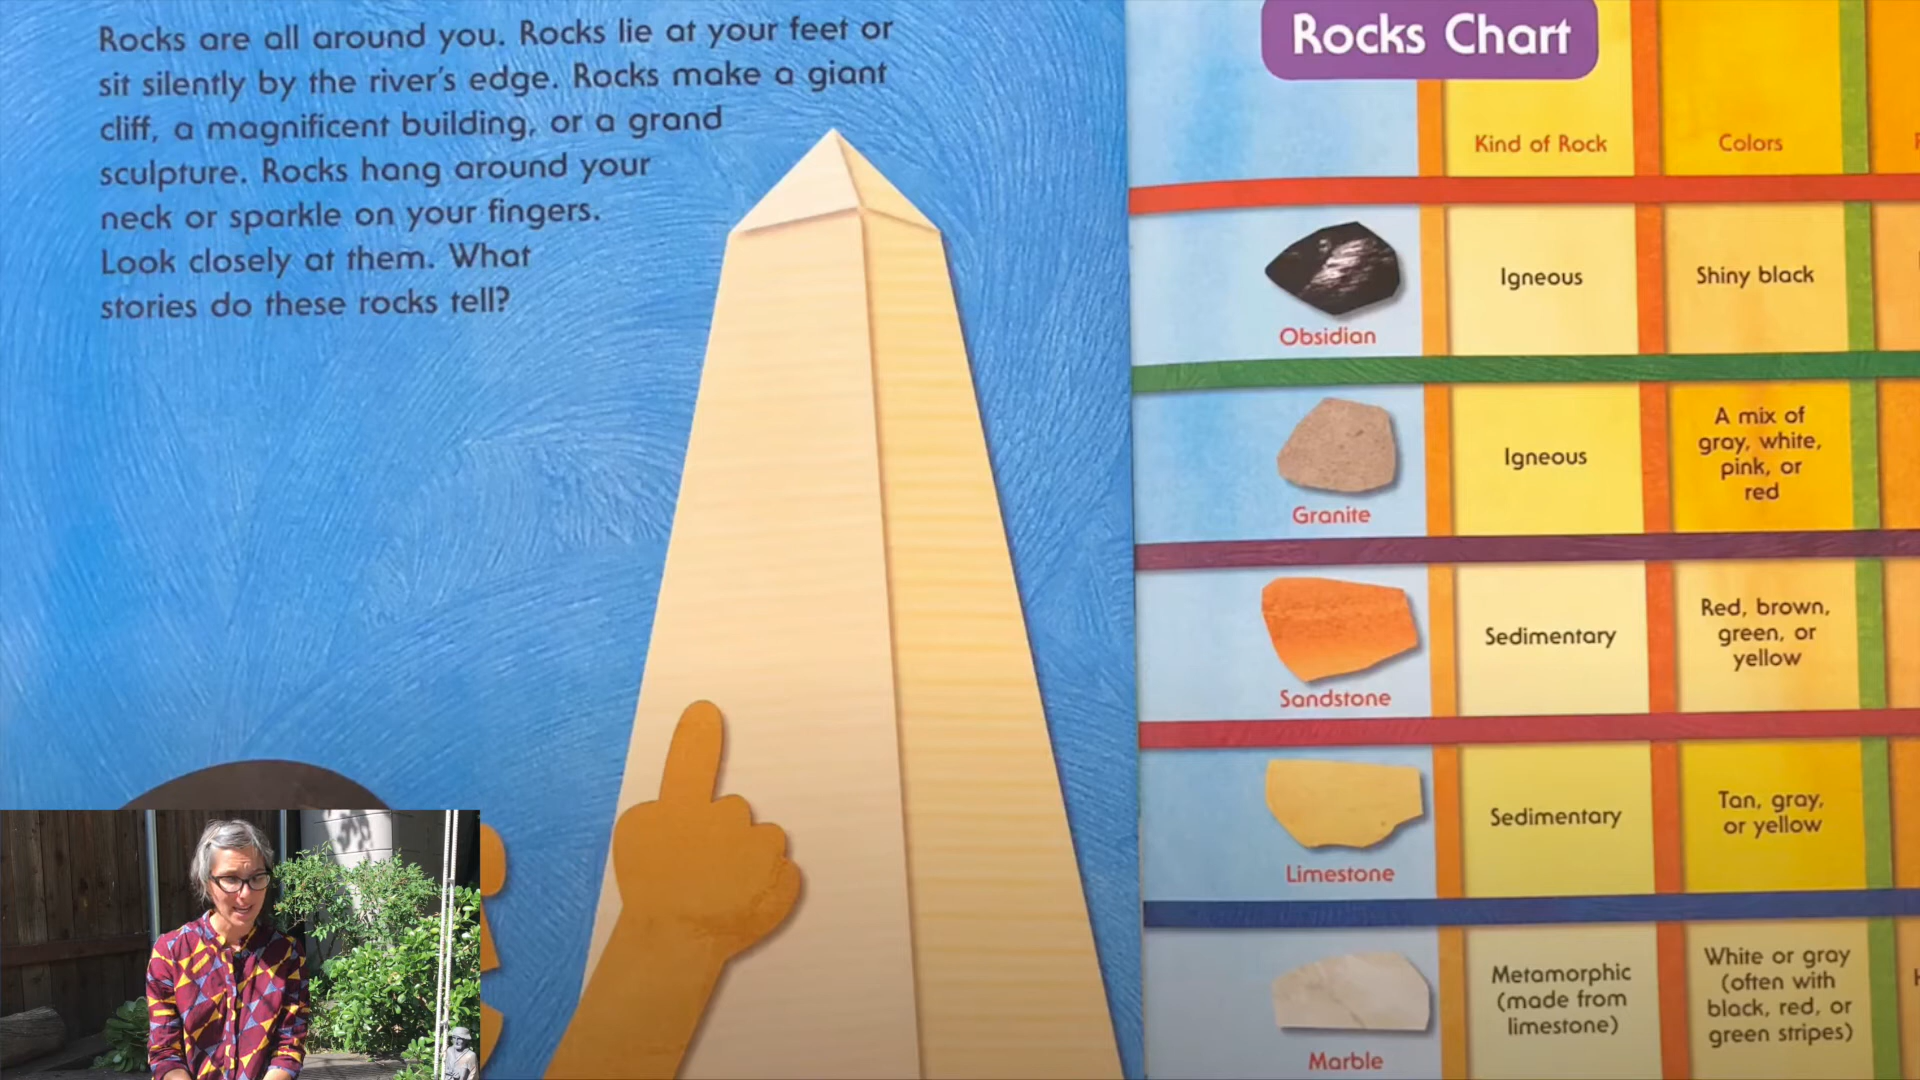 Rocks are all around you. Rocks lie at your feet or
sit silently by the river's edge. Rocks make a giant
cliff, a magnificent building, or a grand
sculpture. Rocks hang around your
neck or sparkle on your fingers.
Look closely at them. What
stories do these rocks tell?
Rocks Chart
Kind of Rock
Colors
Obsidian
Igneous
Shiny black
Granite
Igneous
A mix of
gray, white,
pink, or
red
Sandstone
Sedimentary
Red, brown,
green, or
yellow
Limestone
Sedimentary
Tan, gray,
or yellow
Marble
Metamorphic
(made from
limestone)
White or gray
(often with
black, red, or
green stripes)